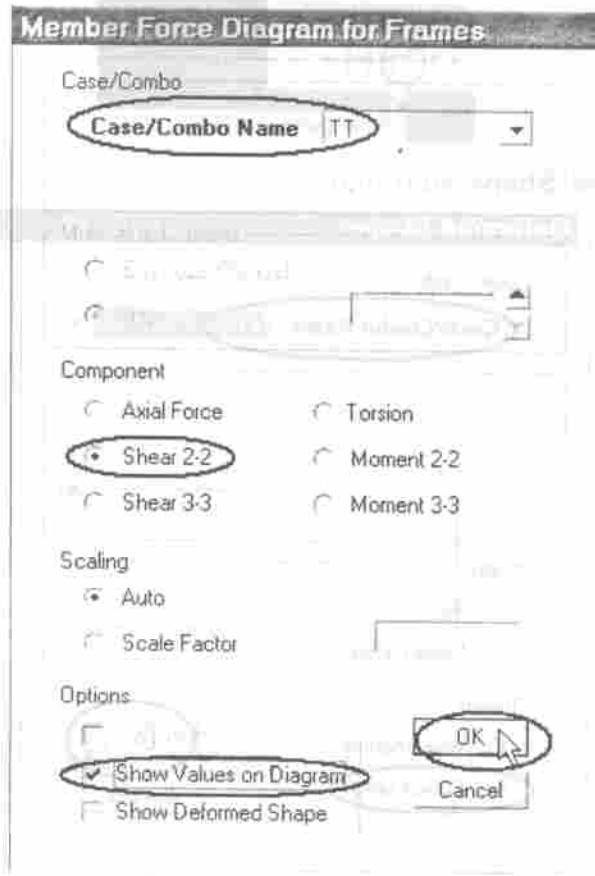 Member Force Diagram for Frames
Case/Combo
Case/Combo Name TT
Component
Axial Force Torsion
Shear 2-2 Moment 2-2
Shear 3-3 Moment 3-3
Scaling
Auto
Scale Factor
Options
OK
Show Values on Diagram
Cancel
Show Deformed Shape